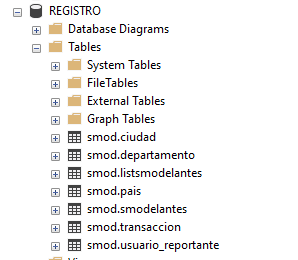 REGISTRO
Database Diagrams
Tables
System Tables
FileTables
External Tables
Graph Tables
smod.ciudad
smod.departamento
smod.listsmodelantes
smod.pais
smod.smodelantes
smod.transaccion
smod.usuario_reportante